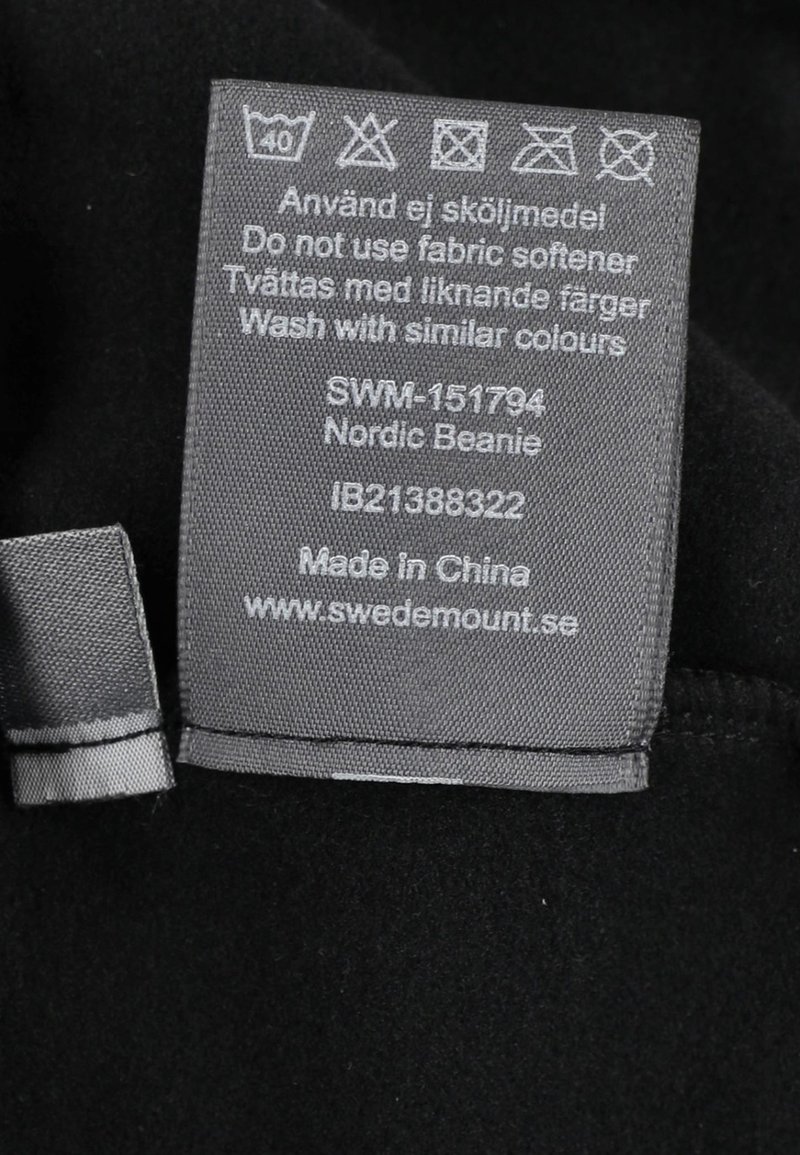 40
Använd ej sköljmedel
Do not use fabric softener
Tvättas med liknande färger
Wash with similar colours
SWM-151794
Nordic Beanie
IB21388322
Made in China
www.swedemount.se